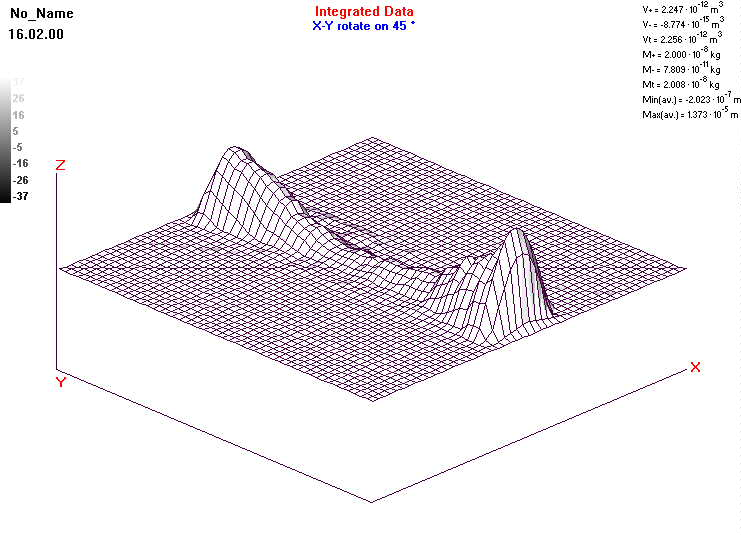 No_Name
16.02.00
Integrated Data
X-Y rotate on 45 °
V+ = 2.247 · 10⁻¹² m³
V- = -8.774 · 10⁻¹⁵ m³
Vt = 2.256 · 10⁻¹² m³
M+ = 2.000 · 10⁻⁸ kg
M- = 7.809 · 10⁻¹¹ kg
Mt = 2.008 · 10⁻⁸ kg
Min(av.) = -2.023 · 10⁻⁷ m
Max(av.) = 1.373 · 10⁻⁵ m
37
26
16
5
-5
-16
-26
-37
Z
Y
X